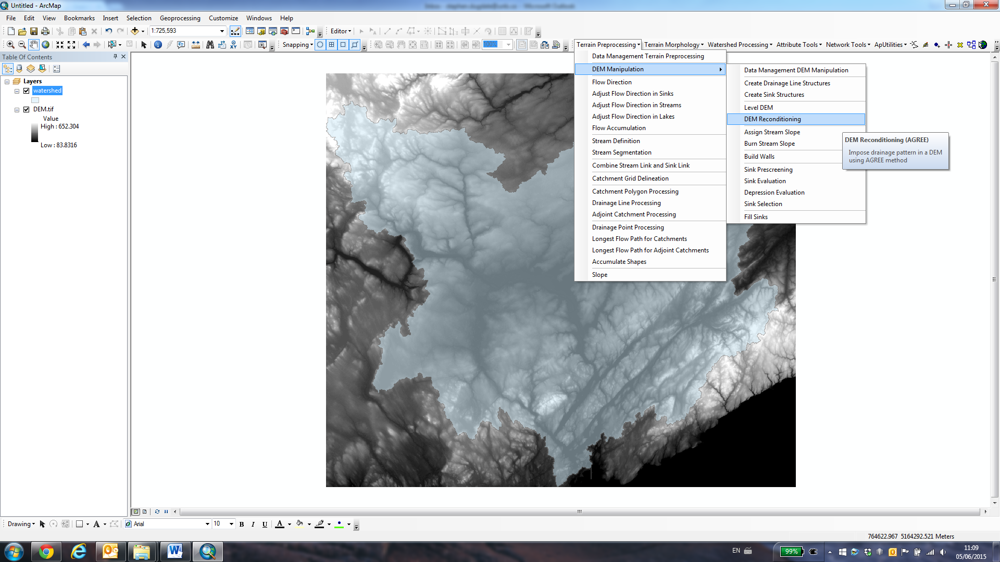 Untitled - ArcMap
File Edit View Bookmarks Insert Selection Geoprocessing Customize Windows Help
1:725,593
Editor
Snapping
100%
Terrain Preprocessing Terrain Morphology Watershed Processing Attribute Tools Network Tools ApUtilities
Table Of Contents
Layers
watershed
DEM.tif
Value
High : 652.304
Low : 83.8316
Data Management Terrain Preprocessing
DEM Manipulation
Flow Direction
Adjust Flow Direction in Sinks
Adjust Flow Direction in Streams
Adjust Flow Direction in Lakes
Flow Accumulation
Stream Definition
Stream Segmentation
Combine Stream Link and Sink Link
Catchment Grid Delineation
Catchment Polygon Processing
Drainage Line Processing
Adjoint Catchment Processing
Drainage Point Processing
Longest Flow Path for Catchments
Longest Flow Path for Adjoint Catchments
Accumulate Shapes
Slope
Data Management DEM Manipulation
Create Drainage Line Structures
Create Sink Structures
Level DEM
DEM Reconditioning
Assign Stream Slope
Burn Stream Slope
Build Walls
Sink Prescreening
Sink Evaluation
Depression Evaluation
Sink Selection
Fill Sinks
DEM Reconditioning (AGREE)
Impose drainage pattern in a DEM
using AGREE method
Drawing
A
Arial
10
B I U A
764622.967 5164292.521 Meters
EN
99%
11:09
05/06/2015